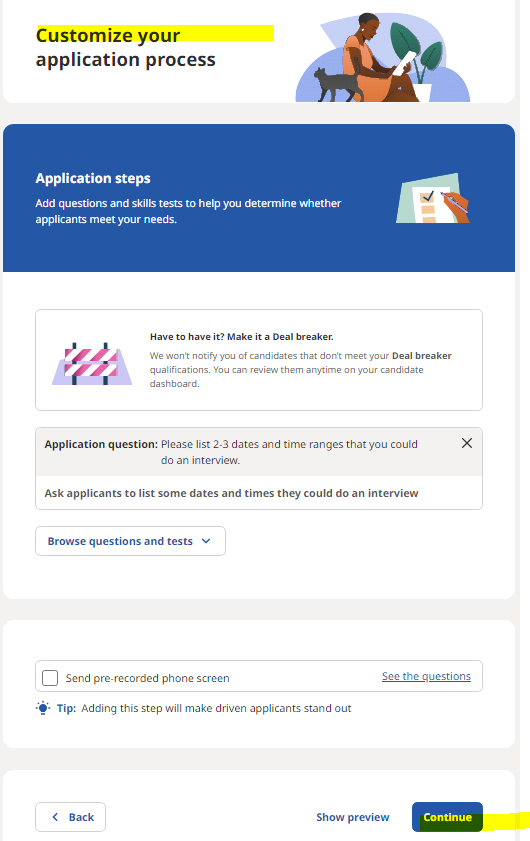 Customize your
application process
Application steps
Add questions and skills tests to help you determine whether
applicants meet your needs.
Have to have it? Make it a Deal breaker.
We won't notify you of candidates that don't meet your Deal breaker
qualifications. You can review them anytime on your candidate
dashboard.
Application question: Please list 2-3 dates and time ranges that you could
do an interview.
Ask applicants to list some dates and times they could do an interview
Browse questions and tests
Send pre-recorded phone screen See the questions
Tip: Adding this step will make driven applicants stand out
Back Show preview Continue